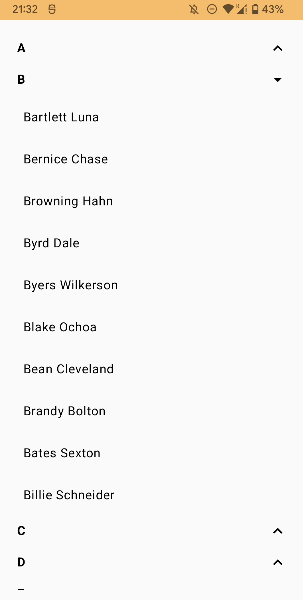 21:32 43%
A
B
Bartlett Luna
Bernice Chase
Browning Hahn
Byrd Dale
Byers Wilkerson
Blake Ochoa
Bean Cleveland
Brandy Bolton
Bates Sexton
Billie Schneider
C
D